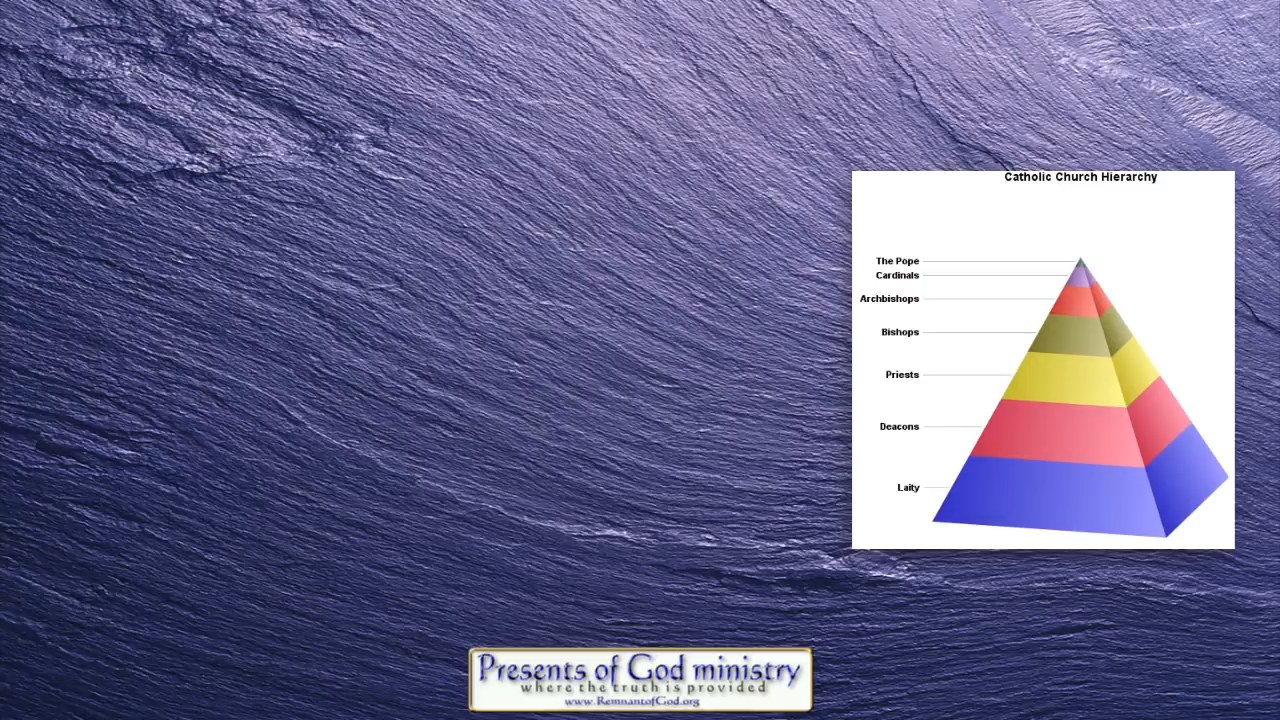 Catholic Church Hierarchy
The Pope
Cardinals
Archbishops
Bishops
Priests
Deacons
Laity
Presents of God ministry
where the truth is provided
www.RemnantofGod.org